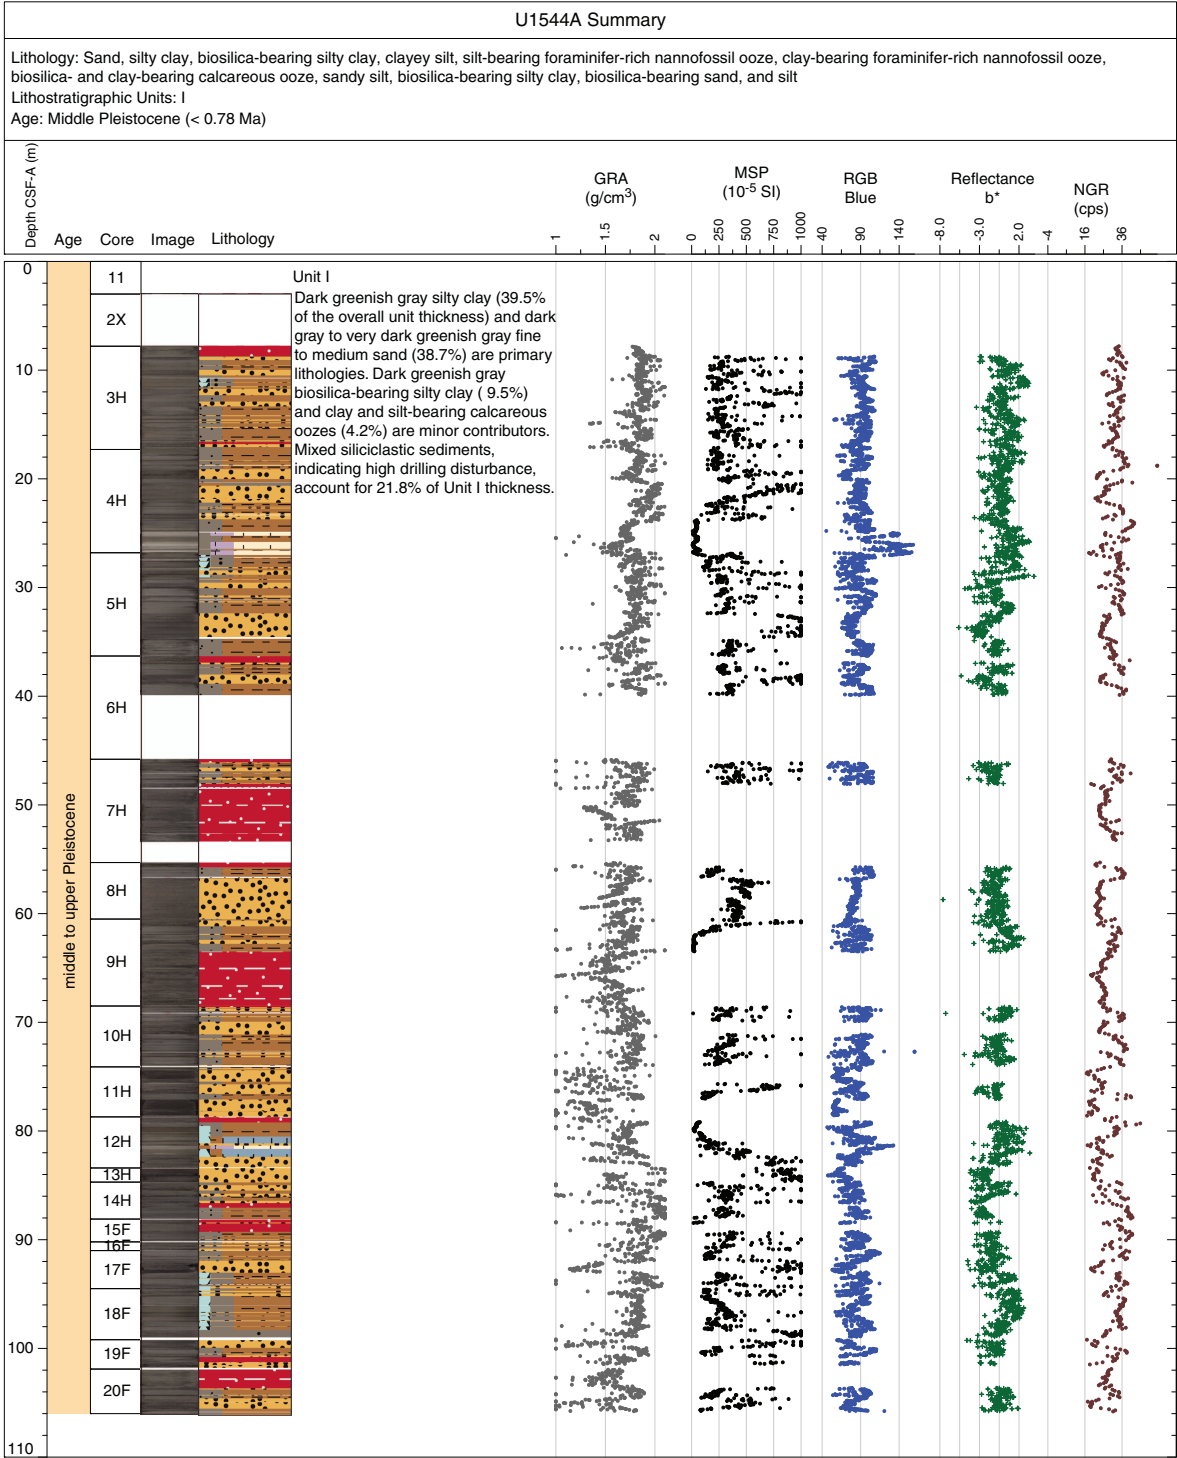 U1544A Summary
Lithology: Sand, silty clay, biosilica-bearing silty clay, clayey silt, silt-bearing foraminifer-rich nannofossil ooze, clay-bearing foraminifer-rich nannofossil ooze,
biosilica- and clay-bearing calcareous ooze, sandy silt, biosilica-bearing silty clay, biosilica-bearing sand, and silt
Lithostratigraphic Units: I
Age: Middle Pleistocene (< 0.78 Ma)
Depth CSF-A (m)
Age Core Image Lithology
GRA
(g/cm3)
MSP
(10-5 SI)
RGB
Blue
Reflectance
b*
NGR
(cps)
1 1.5 2 0 250 500 750 1000 40 90 140 -8.0 -3.0 2.0 -4 16 36
0
10
20
30
40
50
60
70
80
90
100
110
middle to upper Pleistocene
11
2X
3H
4H
5H
6H
7H
8H
9H
10H
11H
12H
13H
14H
15F
16F
17F
18F
19F
20F
Unit I
Dark greenish gray silty clay (39.5%
of the overall unit thickness) and dark
gray to very dark greenish gray fine
to medium sand (38.7%) are primary
lithologies. Dark greenish gray
biosilica-bearing silty clay ( 9.5%)
and clay and silt-bearing calcareous
oozes (4.2%) are minor contributors.
Mixed siliciclastic sediments,
indicating high drilling disturbance,
account for 21.8% of Unit I thickness.